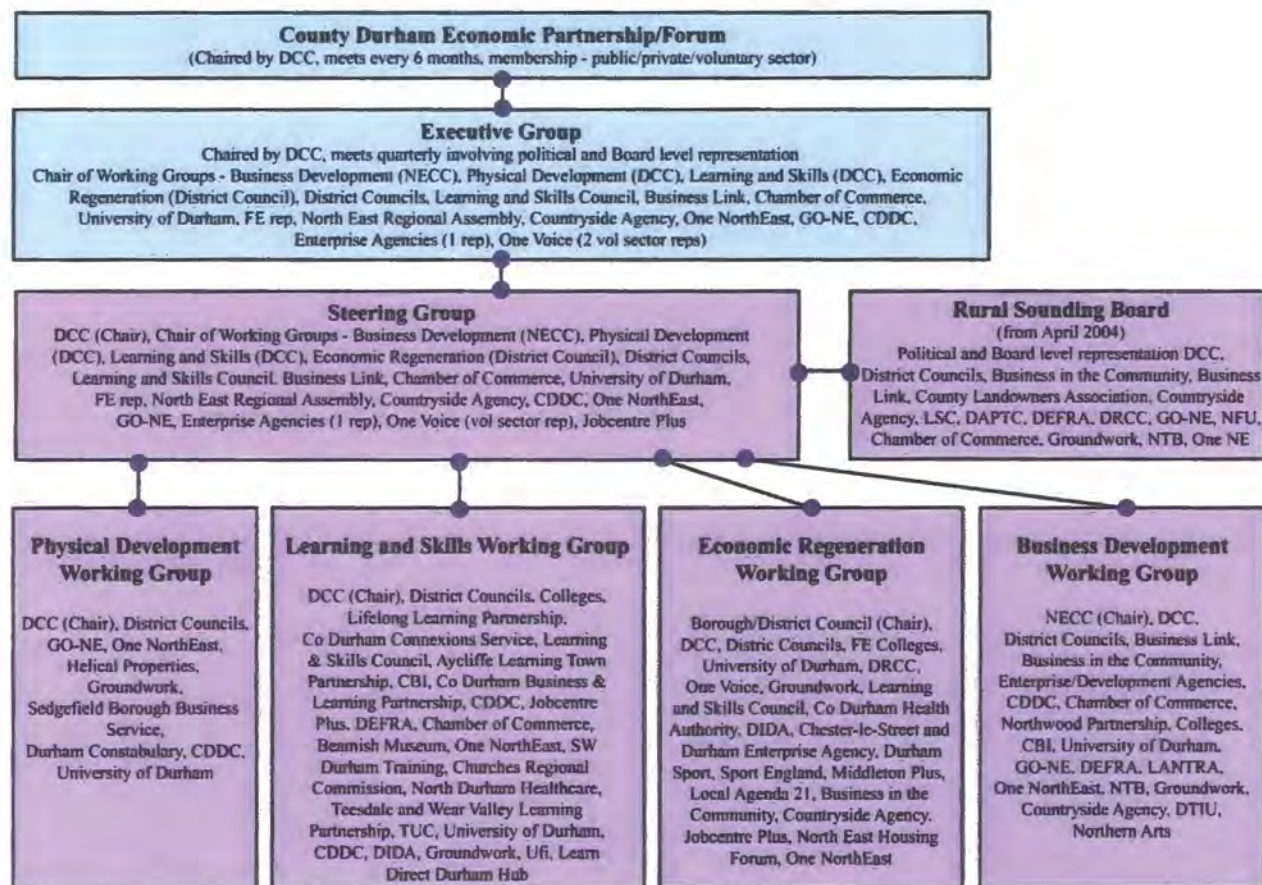 County Durham Economic Partnership/Forum
(Chaired by DCC, meets every 6 months, membership - public/private/voluntary sector)
Executive Group
Chaired by DCC, meets quarterly involving political and Board level representation
Chair of Working Groups - Business Development (NECC), Physical Development (DCC), Learning and Skills (DCC), Economic
Regeneration (District Council), District Councils, Learning and Skills Council, Business Link, Chamber of Commerce,
University of Durham, FE rep, North East Regional Assembly, Countryside Agency, One NorthEast, GO-NE, CDDC,
Enterprise Agencies (1 rep), One Voice (2 vol sector reps)
Steering Group
DCC (Chair), Chair of Working Groups - Business Development (NECC), Physical Development
(DCC), Learning and Skills (DCC), Economic Regeneration (District Council), District Councils,
Learning and Skills Council. Business Link, Chamber of Commerce, University of Durham,
FE rep, North East Regional Assembly, Countryside Agency, CDDC, One NorthEast,
GO-NE, Enterprise Agencies (1 rep), One Voice (vol sector rep), Jobcentre Plus
Rural Sounding Board
(from April 2004)
Political and Board level representation DCC,
District Councils, Business in the Community, Business
Link, County Landowners Association, Countryside
Agency, LSC, DAPTC, DEFRA, DRCC, GO-NE, NFU,
Chamber of Commerce, Groundwork, NTB, One NE
Physical Development
Working Group
DCC (Chair), District Councils,
GO-NE, One NorthEast,
Helical Properties,
Groundwork,
Sedgefield Borough Business
Service,
Durham Constabulary, CDDC,
University of Durham
Learning and Skills Working Group
DCC (Chair), District Councils, Colleges,
Lifelong Learning Partnership,
Co Durham Connexions Service, Learning
& Skills Council, Aycliffe Learning Town
Partnership, CBI, Co Durham Business &
Learning Partnership, CDDC, Jobcentre
Plus, DEFRA, Chamber of Commerce,
Beamish Museum, One NorthEast, SW
Durham Training, Churches Regional
Commission, North Durham Healthcare,
Teesdale and Wear Valley Learning
Partnership, TUC, University of Durham,
CDDC, DIDA, Groundwork, Ufi, Learn
Direct Durham Hub
Economic Regeneration
Working Group
Borough/District Council (Chair),
DCC, Distric Councils, FE Colleges,
University of Durham, DRCC,
One Voice, Groundwork, Learning
and Skills Council, Co Durham Health
Authority, DIDA, Chester-le-Street and
Durham Enterprise Agency, Durham
Sport, Sport England, Middleton Plus,
Local Agenda 21, Business in the
Community, Countryside Agency,
Jobcentre Plus, North East Housing
Forum, One NorthEast
Business Development
Working Group
NECC (Chair), DCC,
District Councils, Business Link,
Business in the Community,
Enterprise/Development Agencies,
CDDC, Chamber of Commerce,
Northwood Partnership, Colleges,
CBI, University of Durham,
GO-NE, DEFRA, LANTRA,
One NorthEast, NTB, Groundwork,
Countryside Agency, DTIU,
Northern Arts